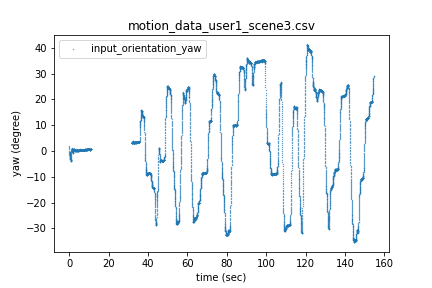 motion_data_user1_scene3.csv
input_orientation_yaw
yaw (degree)
40
30
20
10
0
−10
−20
−30
0 20 40 60 80 100 120 140 160
time (sec)